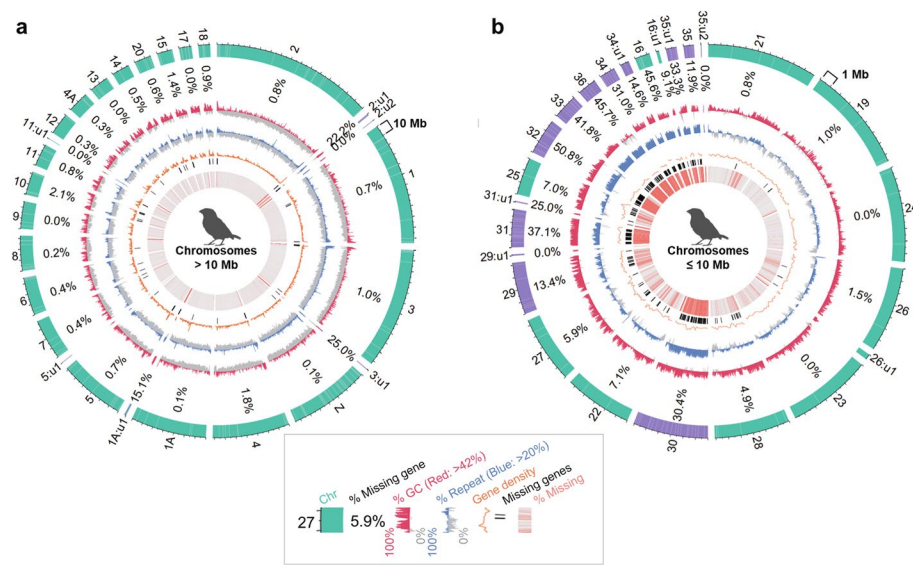 a
2
2:u1
2:u2
10 Mb
1
3
3:u1
Z
4
1A
1A:u1
5
5:u1
7
6
8
9
10
11
11:u1
12
4A
13
14
20
15
17
18
0.8%
22.2%
0.0%
0.7%
1.0%
25.0%
0.1%
1.8%
0.1%
15.1%
0.7%
0.4%
0.4%
0.2%
0.0%
2.1%
0.8%
0.0%
0.3%
0.3%
0.0%
0.5%
0.6%
1.4%
0.0%
0.9%
Chromosomes
> 10 Mb
b
21
1 Mb
19
24
26
26:u1
23
28
30
22
27
29
29:u1
31
31:u1
25
32
33
36
34
34:u1
16
16:u1
35:u1
35
35:u2
0.8%
1.0%
0.0%
1.5%
0.0%
4.9%
30.4%
7.1%
5.9%
13.4%
0.0%
37.1%
25.0%
7.0%
50.8%
41.8%
45.7%
31.0%
14.6%
45.6%
9.1%
33.3%
11.9%
0.0%
Chromosomes
≤ 10 Mb
Chr
% Missing gene
% GC (Red: >42%)
% Repeat (Blue: >20%)
Gene density
Missing genes
% Missing
27
5.9%
100%
0%
100%
0%